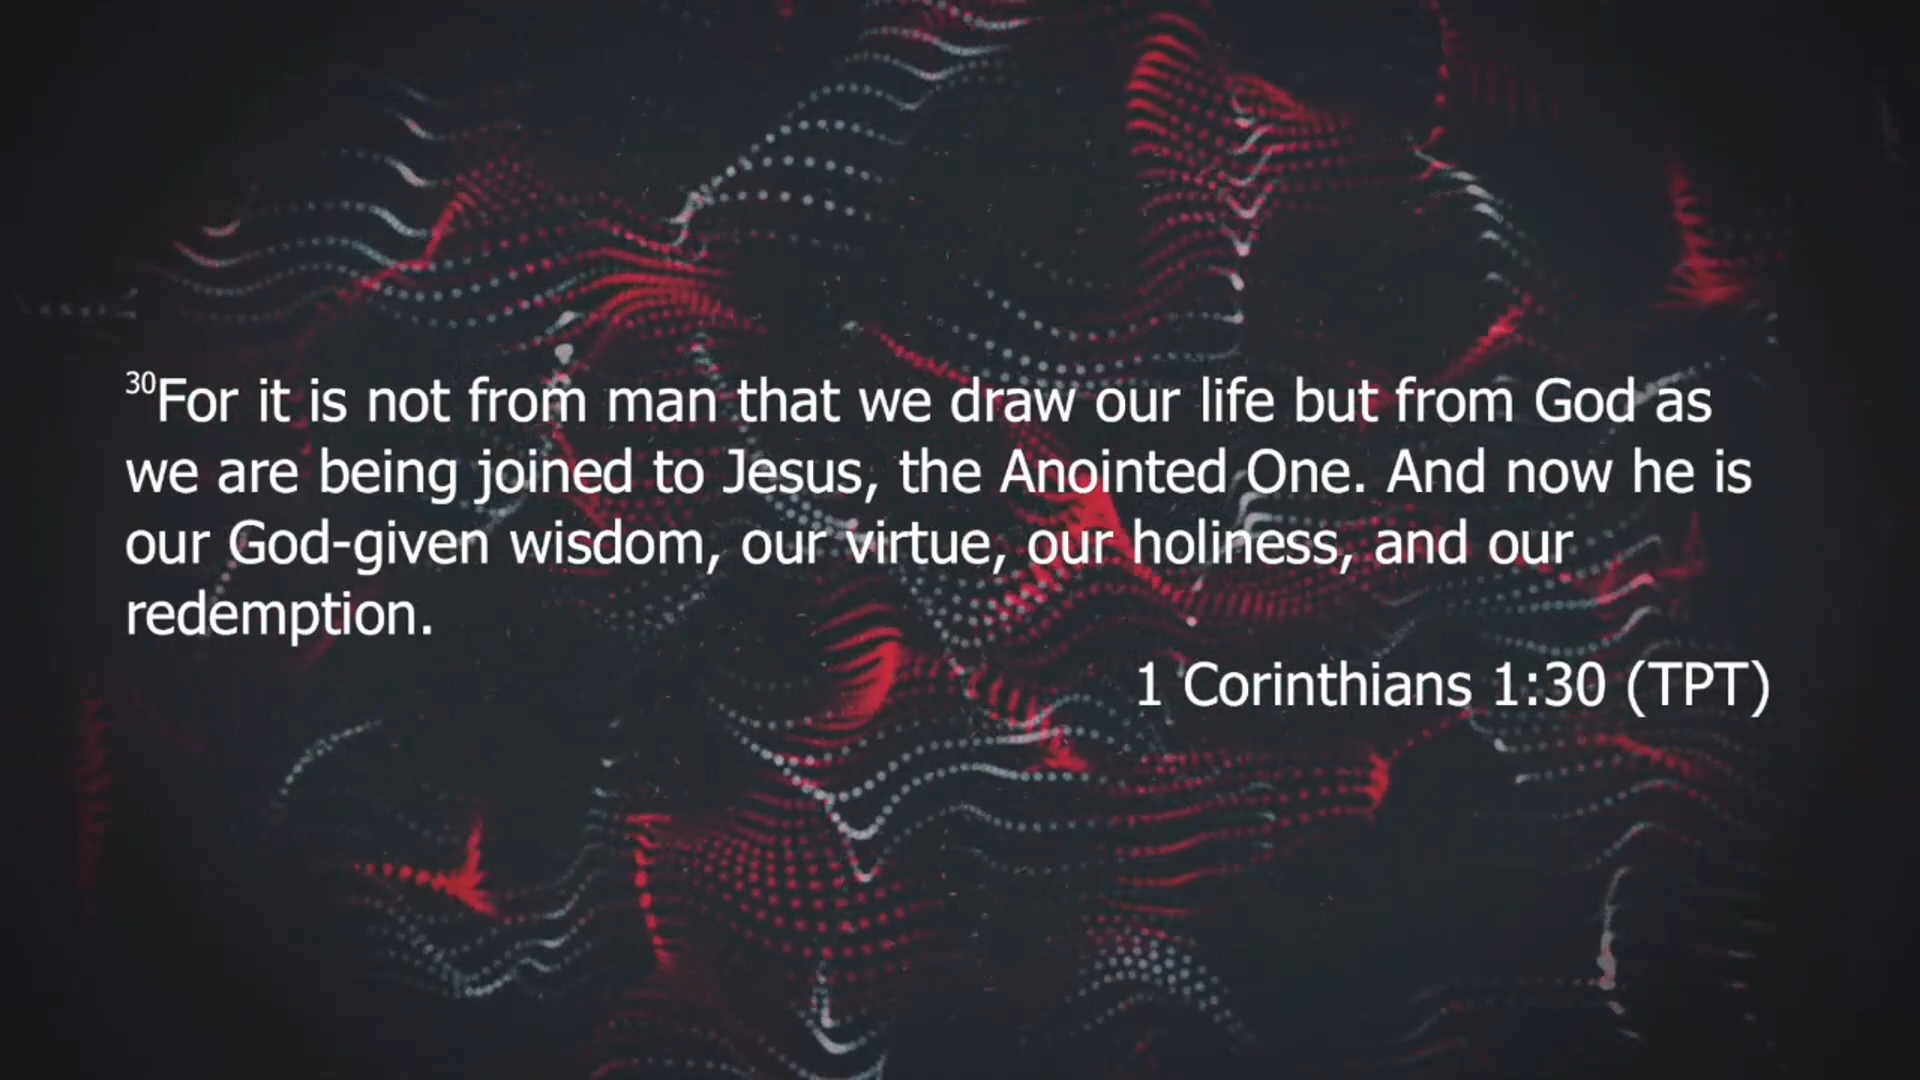 30For it is not from man that we draw our life but from God as
we are being joined to Jesus, the Anointed One. And now he is
our God-given wisdom, our virtue, our holiness, and our
redemption.
1 Corinthians 1:30 (TPT)